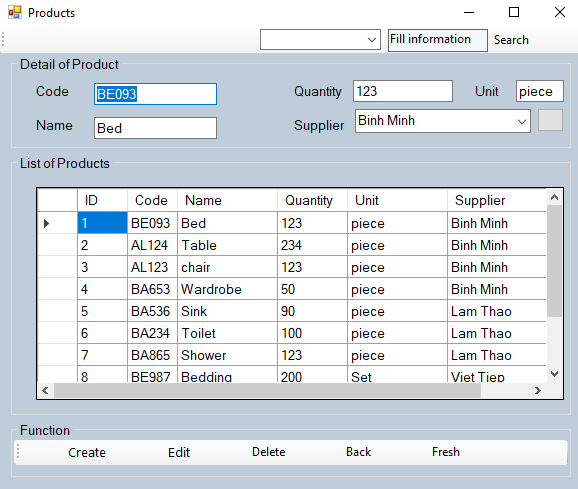 Products
Fill information Search
Detail of Product
Code BE093 Quantity 123 Unit piece
Name Bed Supplier Binh Minh
List of Products
ID Code Name Quantity Unit Supplier
1 BE093 Bed 123 piece Binh Minh
2 AL124 Table 234 piece Binh Minh
3 AL123 chair 123 piece Binh Minh
4 BA653 Wardrobe 50 piece Binh Minh
5 BA536 Sink 90 piece Lam Thao
6 BA234 Toilet 100 piece Lam Thao
7 BA865 Shower 123 piece Lam Thao
8 BE987 Bedding 200 Set Viet Tiep
Function
Create Edit Delete Back Fresh